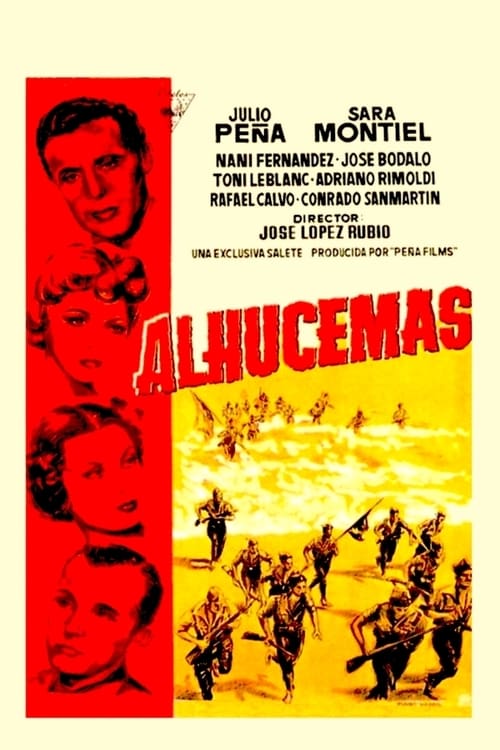 JULIO SARA
PEÑA MONTIEL
NANI FERNANDEZ · JOSE BODALO
TONI LEBLANC · ADRIANO RIMOLDI
RAFAEL CALVO · CONRADO SANMARTIN
DIRECTOR:
JOSE LOPEZ RUBIO
UNA EXCLUSIVA SALETE PRODUCIDA POR "PEÑA FILMS"
ALHUCEMAS